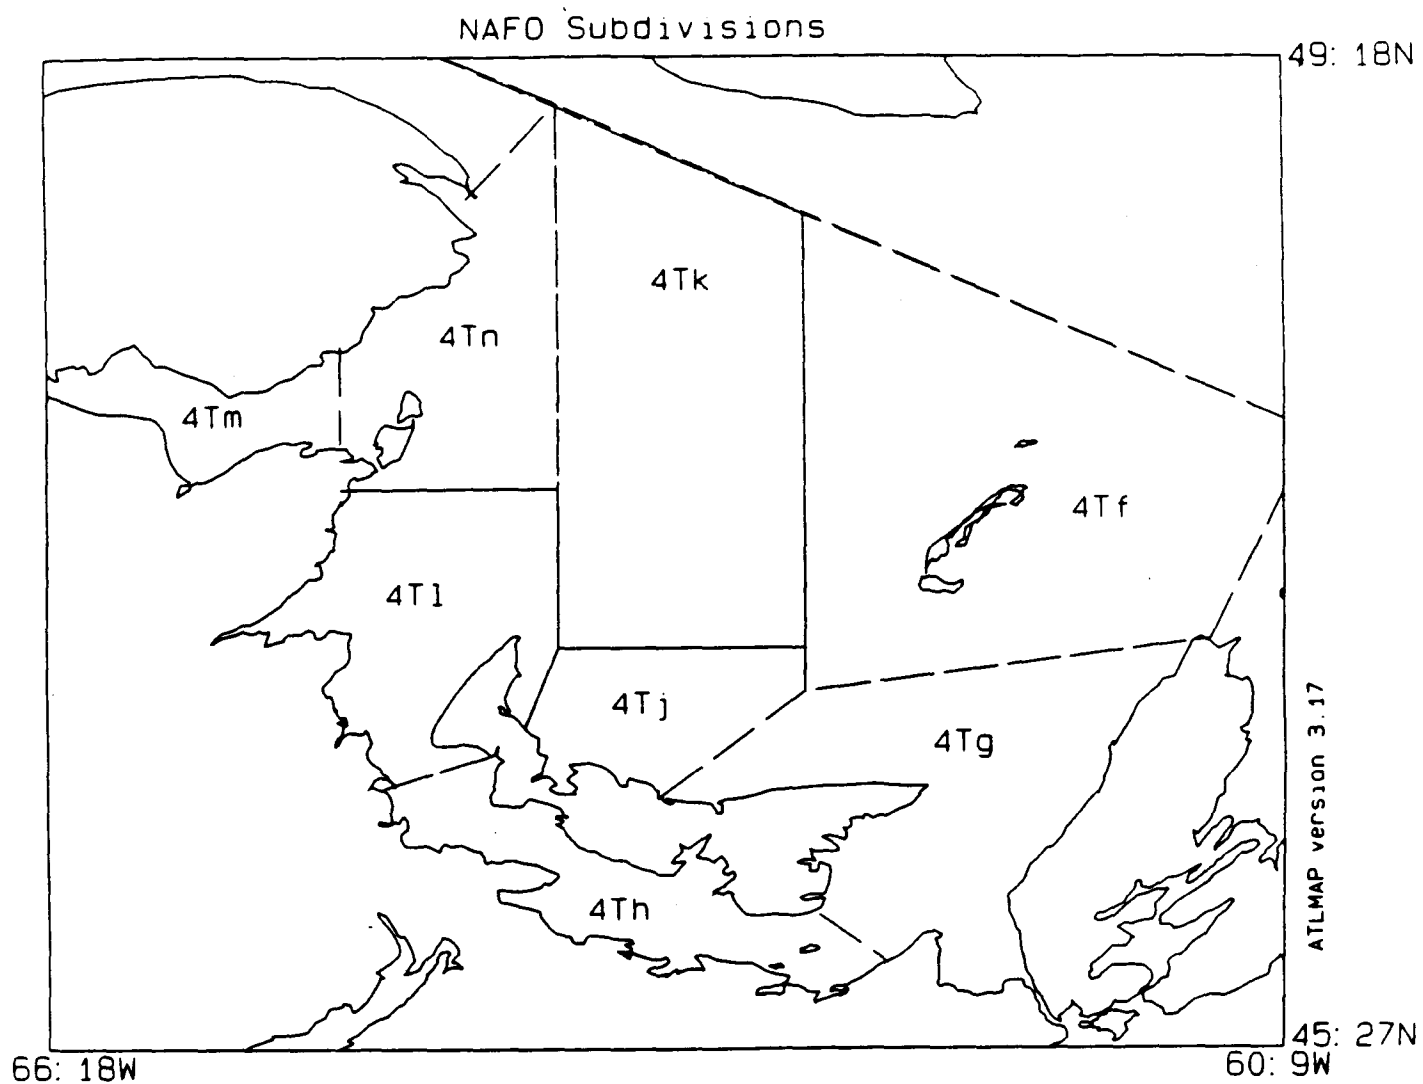 NAFO Subdivisions
49: 18N
4Tk
4Tn
4Tm
4Tf
4Tl
4Tj
4Tg
4Th
ATLMAP version 3.17
45: 27N
66: 18W
60: 9W